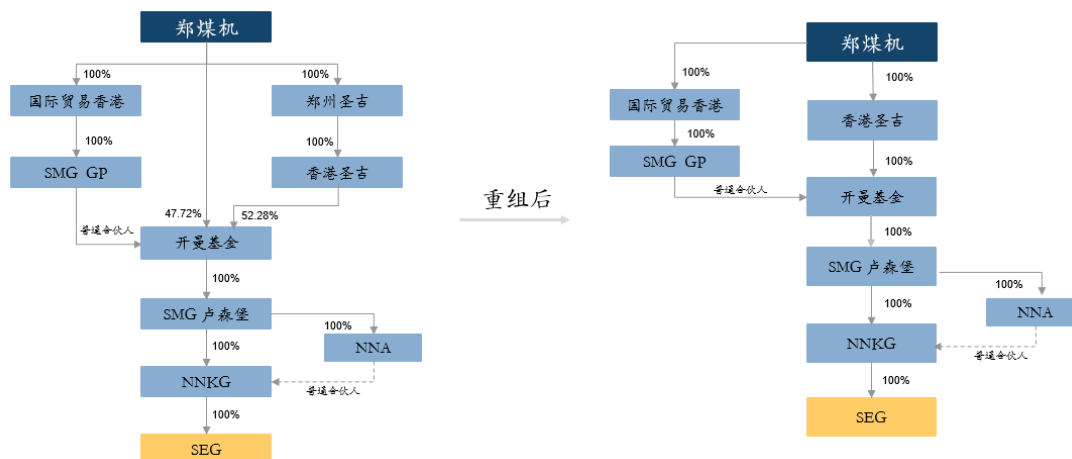 郑煤机
100%
100%
国际贸易香港
郑州圣吉
100%
100%
SMG GP
香港圣吉
47.72%
52.28%
普通合伙人
开曼基金
100%
SMG 卢森堡
100%
100%
NNA
NNKG
普通合伙人
100%
SEG
重组后
郑煤机
100%
100%
国际贸易香港
香港圣吉
100%
100%
SMG GP
普通合伙人
开曼基金
100%
SMG 卢森堡
100%
100%
NNA
NNKG
普通合伙人
100%
SEG